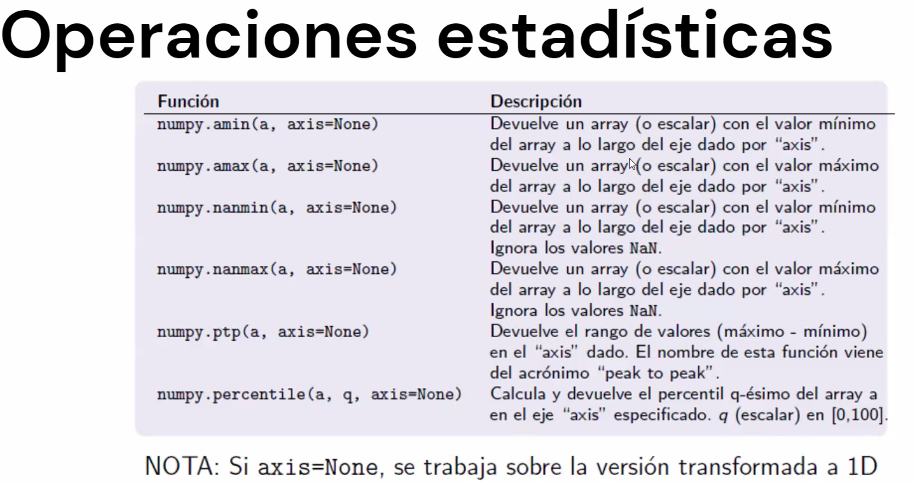 Operaciones estadísticas
Función Descripción
numpy.amin(a, axis=None) Devuelve un array (o escalar) con el valor mínimo
del array a lo largo del eje dado por “axis”.
numpy.amax(a, axis=None) Devuelve un array (o escalar) con el valor máximo
del array a lo largo del eje dado por “axis”.
numpy.nanmin(a, axis=None) Devuelve un array (o escalar) con el valor mínimo
del array a lo largo del eje dado por “axis”.
Ignora los valores NaN.
numpy.nanmax(a, axis=None) Devuelve un array (o escalar) con el valor máximo
del array a lo largo del eje dado por “axis”.
Ignora los valores NaN.
numpy.ptp(a, axis=None) Devuelve el rango de valores (máximo - mínimo)
en el “axis” dado. El nombre de esta función viene
del acrónimo “peak to peak”.
numpy.percentile(a, q, axis=None) Calcula y devuelve el percentil q-ésimo del array a
en el eje “axis” especificado. q (escalar) en [0,100].
NOTA: Si axis=None, se trabaja sobre la versión transformada a 1D